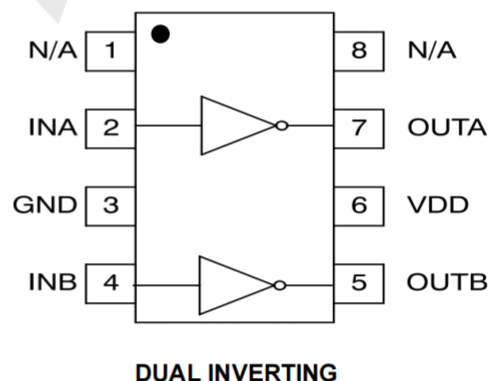 N/A 1 8 N/A
INA 2 7 OUTA
GND 3 6 VDD
INB 4 5 OUTB
DUAL INVERTING